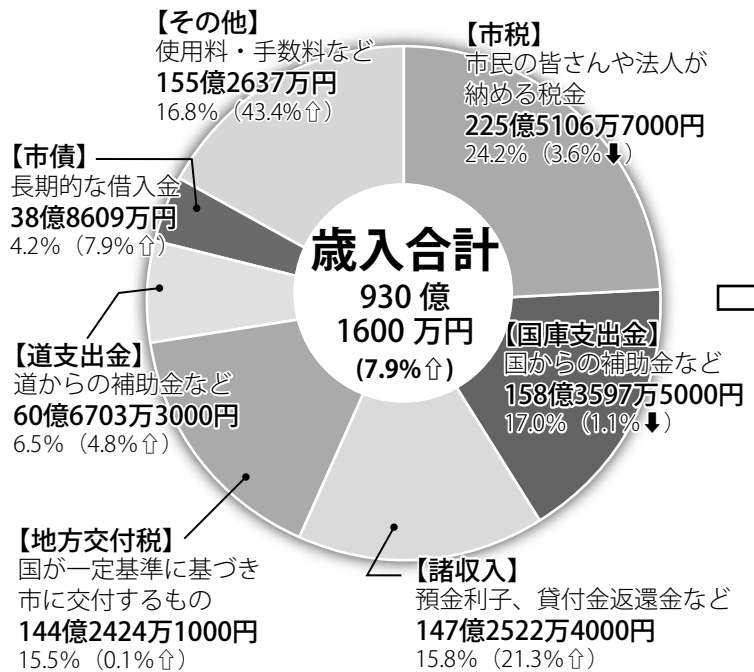 歳入合計
930 億
1600 万円
(7.9%⇧)
【市税】
市民の皆さんや法人が
納める税金
225億5106万7000円
24.2%（3.6%⬇）
【国庫支出金】
国からの補助金など
158億3597万5000円
17.0%（1.1%⬇）
【諸収入】
預金利子、貸付金返還金など
147億2522万4000円
15.8%（21.3%⇧）
【地方交付税】
国が一定基準に基づき
市に交付するもの
144億2424万1000円
15.5%（0.1%⇧）
【道支出金】
道からの補助金など
60億6703万3000円
6.5%（4.8%⇧）
【市債】
長期的な借入金
38億8609万円
4.2%（7.9%⇧）
【その他】
使用料・手数料など
155億2637万円
16.8%（43.4%⇧）